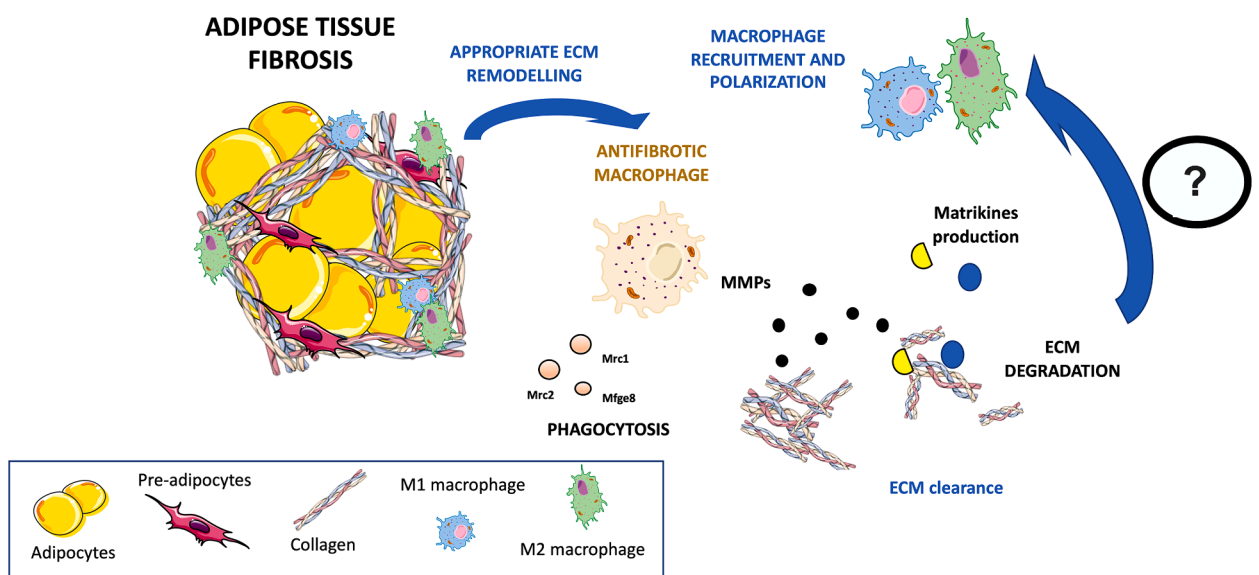 ADIPOSE TISSUE
FIBROSIS
APPROPRIATE ECM
REMODELLING
MACROPHAGE
RECRUITMENT AND
POLARIZATION
ANTIFIBROTIC
MACROPHAGE
?
Matrikines
production
MMPs
Mrc1
Mrc2
Mfge8
ECM
DEGRADATION
PHAGOCYTOSIS
ECM clearance
Pre-adipocytes
M1 macrophage
Adipocytes
Collagen
M2 macrophage